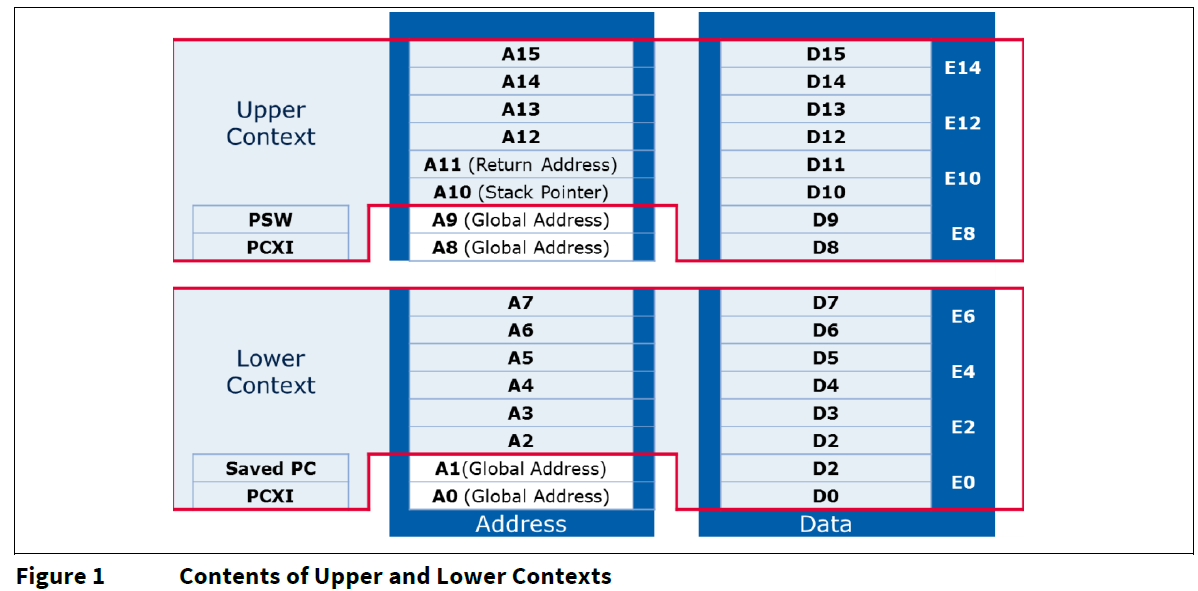 A15
D15
E14
A14
D14
Upper
Context
A13
D13
E12
A12
D12
A11 (Return Address)
D11
E10
A10 (Stack Pointer)
D10
PSW
A9 (Global Address)
D9
E8
PCXI
A8 (Global Address)
D8
A7
D7
E6
A6
D6
Lower
Context
A5
D5
E4
A4
D4
A3
D3
E2
A2
D2
Saved PC
A1(Global Address)
D2
E0
PCXI
A0 (Global Address)
D0
Address
Data
Figure 1 Contents of Upper and Lower Contexts